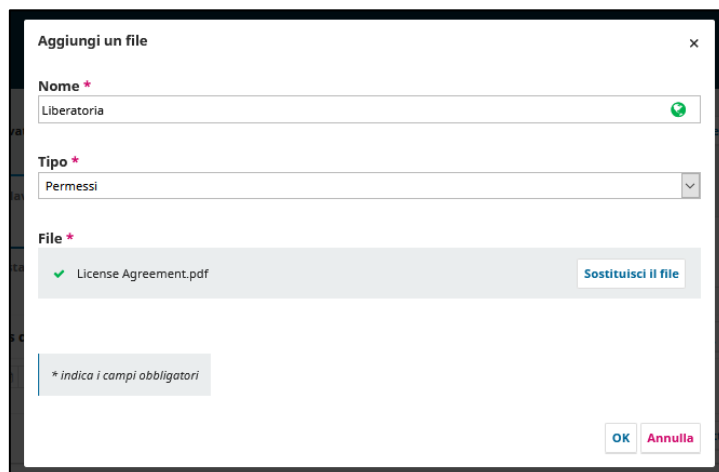 Aggiungi un file ×
Nome *
Liberatoria
Tipo *
Permessi
File *
License Agreement.pdf Sostituisci il file
* indica i campi obbligatori
OK Annulla